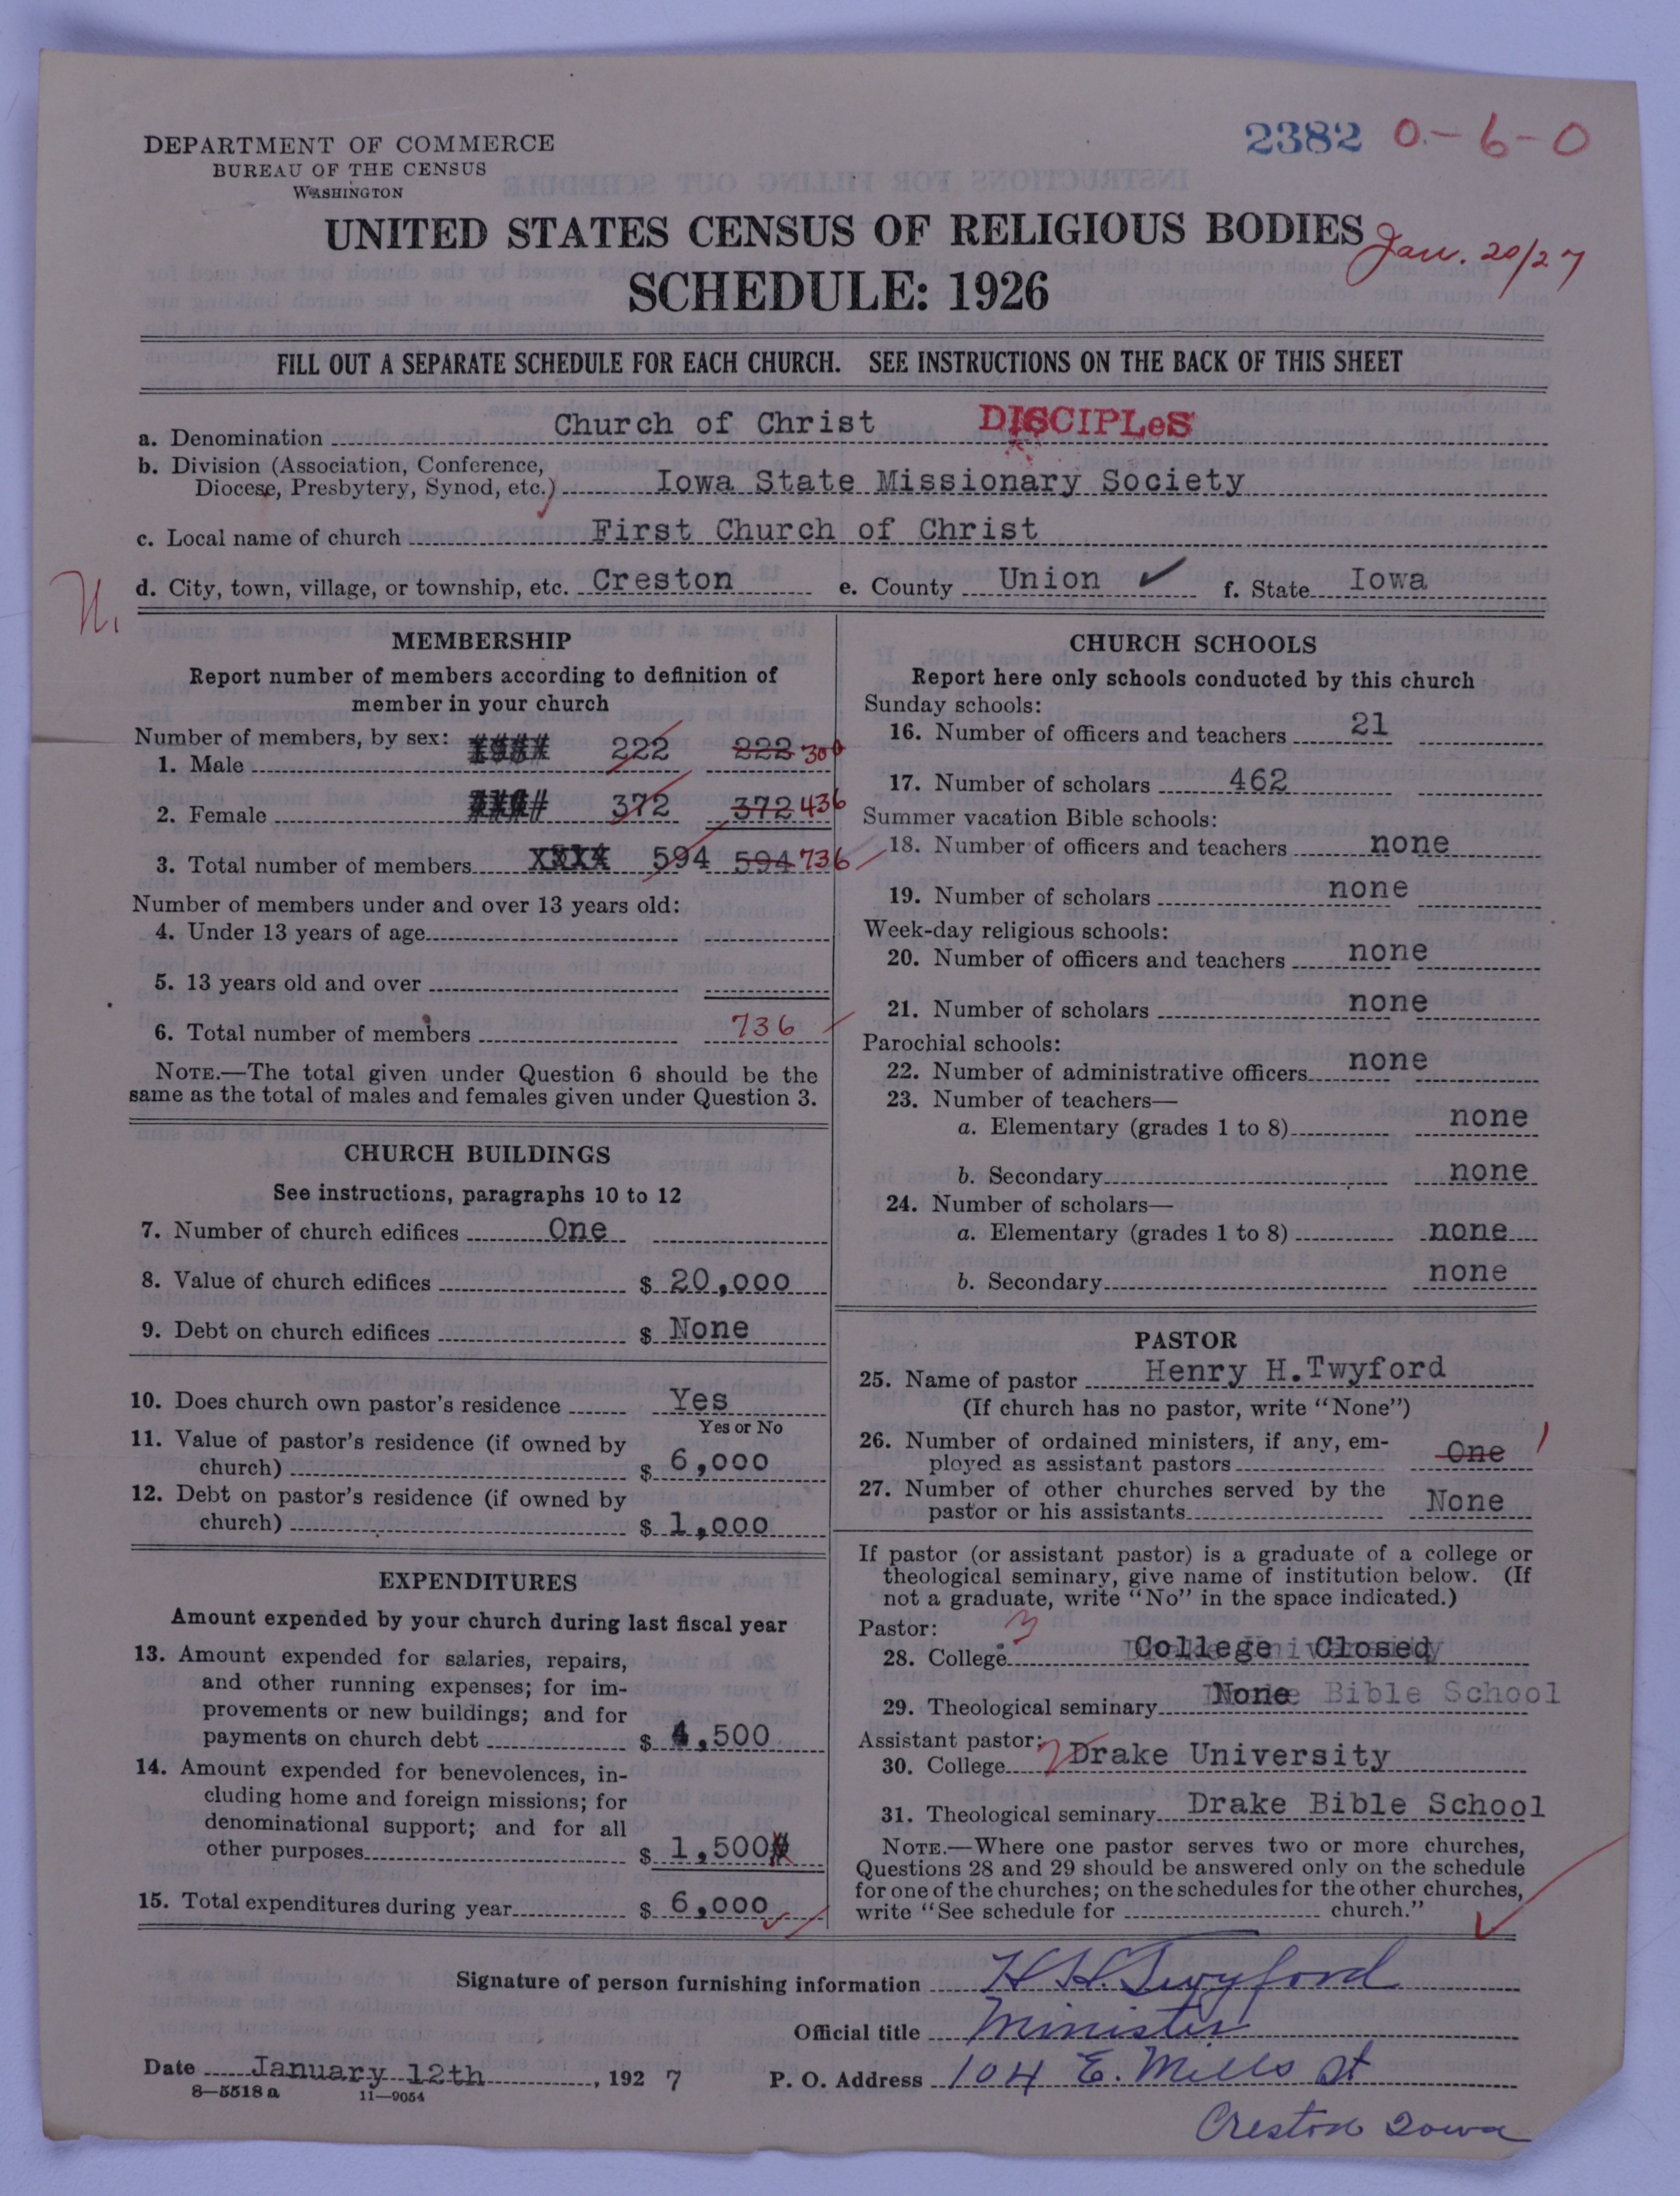 2382 0-6-0
DEPARTMENT OF COMMERCE
BUREAU OF THE CENSUS
WASHINGTON
UNITED STATES CENSUS OF RELIGIOUS BODIES
Jan. 20/27
SCHEDULE: 1926
FILL OUT A SEPARATE SCHEDULE FOR EACH CHURCH. SEE INSTRUCTIONS ON THE BACK OF THIS SHEET
a. Denomination Church of Christ DISCIPLeS
b. Division (Association, Conference,
Diocese, Presbytery, Synod, etc.) Iowa State Missionary Society
c. Local name of church First Church of Christ
d. City, town, village, or township, etc. Creston e. County Union ✓ f. State Iowa
MEMBERSHIP
Report number of members according to definition of
member in your church
Number of members, by sex:
1. Male 222 222 300
2. Female 372 372 436
3. Total number of members 594 594 736
Number of members under and over 13 years old:
4. Under 13 years of age
5. 13 years old and over
6. Total number of members 736
NOTE.—The total given under Question 6 should be the
same as the total of males and females given under Question 3.
CHURCH BUILDINGS
See instructions, paragraphs 10 to 12
7. Number of church edifices One
8. Value of church edifices $ 20,000
9. Debt on church edifices $ None
10. Does church own pastor's residence Yes
Yes or No
11. Value of pastor's residence (if owned by
church) $ 6,000
12. Debt on pastor's residence (if owned by
church) $ 1,000
EXPENDITURES
Amount expended by your church during last fiscal year
13. Amount expended for salaries, repairs,
and other running expenses; for im-
provements or new buildings; and for
payments on church debt $ 4,500
14. Amount expended for benevolences, in-
cluding home and foreign missions; for
denominational support; and for all
other purposes $ 1,500
15. Total expenditures during year $ 6,000
CHURCH SCHOOLS
Report here only schools conducted by this church
Sunday schools:
16. Number of officers and teachers 21
17. Number of scholars 462
Summer vacation Bible schools:
18. Number of officers and teachers none
19. Number of scholars none
Week-day religious schools:
20. Number of officers and teachers none
21. Number of scholars none
Parochial schools:
22. Number of administrative officers none
23. Number of teachers—
a. Elementary (grades 1 to 8) none
b. Secondary none
24. Number of scholars—
a. Elementary (grades 1 to 8) none
b. Secondary none
PASTOR
25. Name of pastor Henry H.Twyford
(If church has no pastor, write "None")
26. Number of ordained ministers, if any, em-
ployed as assistant pastors One 1
27. Number of other churches served by the
pastor or his assistants None
If pastor (or assistant pastor) is a graduate of a college or
theological seminary, give name of institution below. (If
not a graduate, write "No" in the space indicated.)
Pastor: 3
28. College College Closed
29. Theological seminary None Bible School
Assistant pastor:
30. College Drake University
31. Theological seminary Drake Bible School
NOTE.—Where one pastor serves two or more churches,
Questions 28 and 29 should be answered only on the schedule
for one of the churches; on the schedules for the other churches,
write "See schedule for church."
Signature of person furnishing information H H. Twyford
Official title Minister
Date January 12th, 1927 P. O. Address 104 E. Mills St
8—5518a 11—9054
Creston Iowa